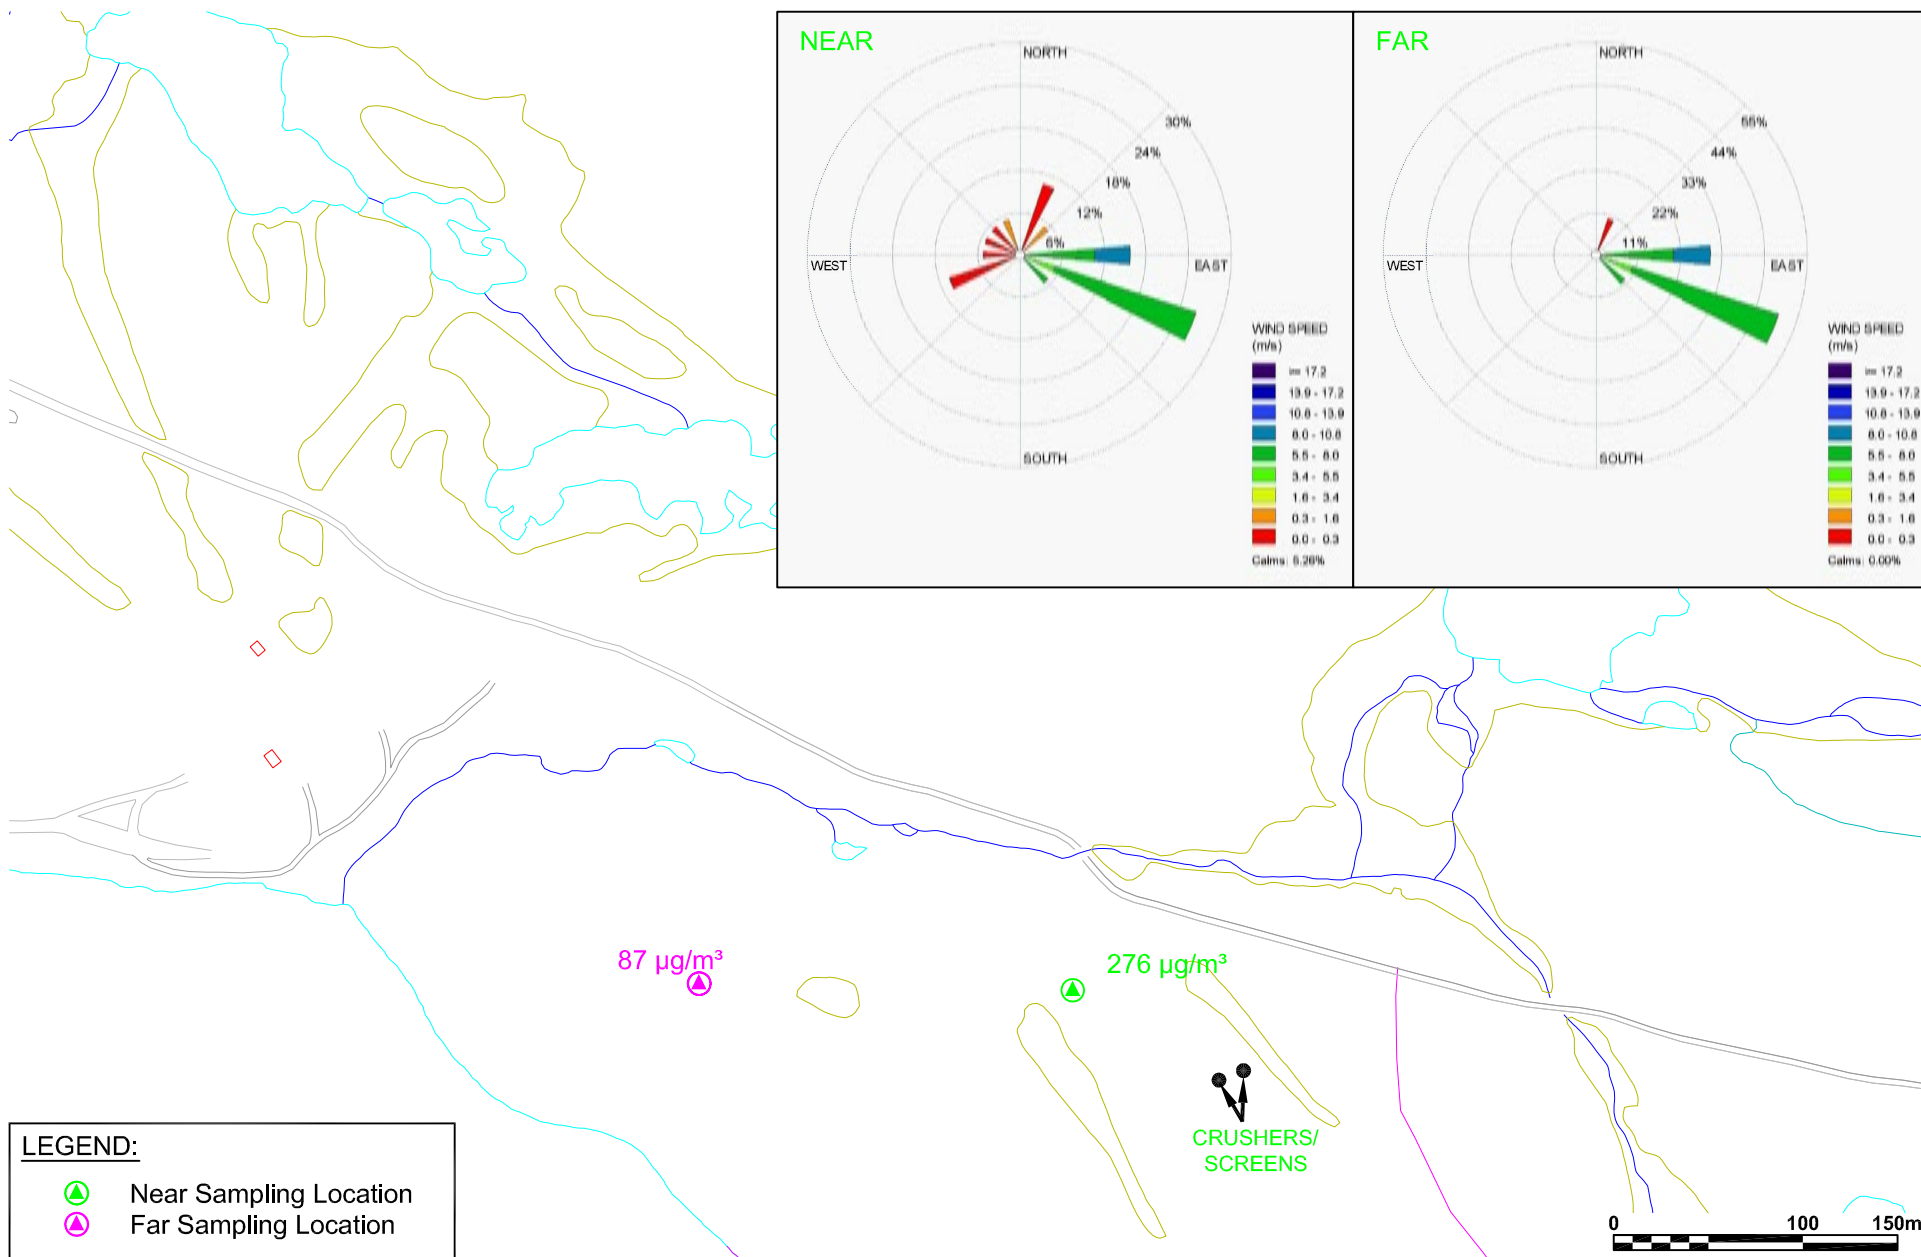 NEAR
NORTH
30%
24%
18%
12%
6%
WEST
EAST
SOUTH
WIND SPEED
(m/s)
>= 17.2
13.9 - 17.2
10.8 - 13.9
8.0 - 10.8
5.5 - 8.0
3.4 - 5.5
1.6 - 3.4
0.3 - 1.6
0.0 - 0.3
Calms: 5.26%
FAR
NORTH
55%
44%
33%
22%
11%
WEST
EAST
SOUTH
WIND SPEED
(m/s)
>= 17.2
13.9 - 17.2
10.8 - 13.9
8.0 - 10.8
5.5 - 8.0
3.4 - 5.5
1.6 - 3.4
0.3 - 1.6
0.0 - 0.3
Calms: 0.00%
87 µg/m³
276 µg/m³
CRUSHERS/
SCREENS
LEGEND:
Near Sampling Location
Far Sampling Location
0 100 150m